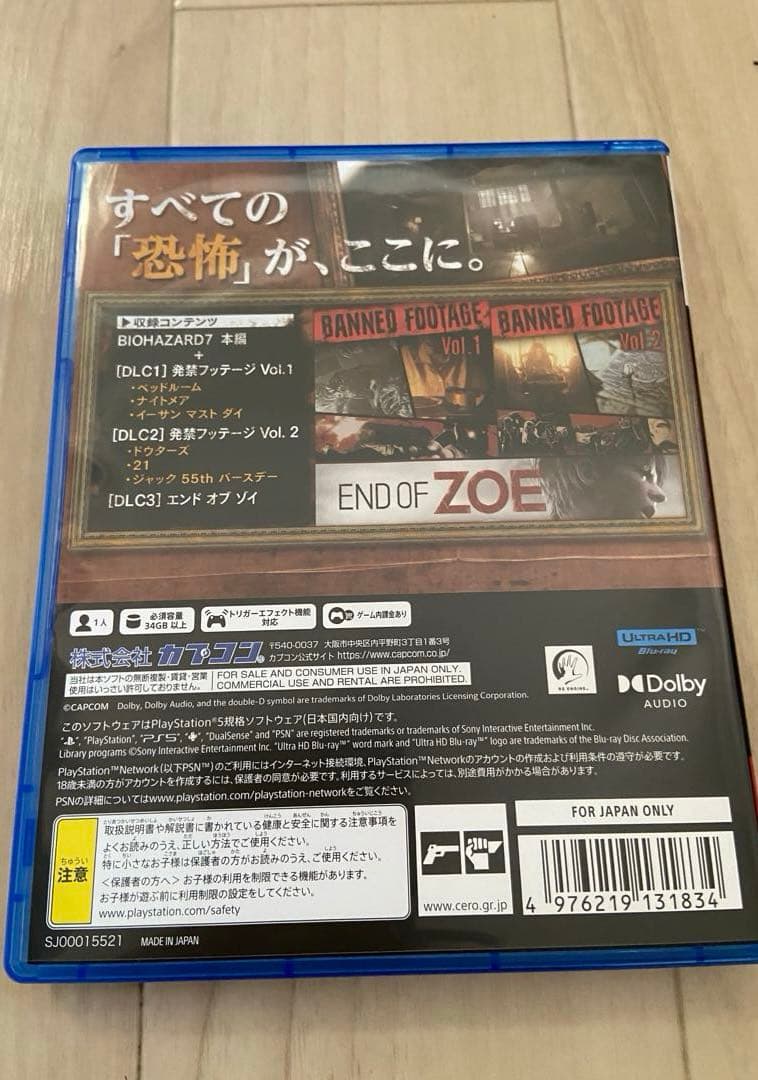 すべての
「恐怖」が、ここに。
▶収録コンテンツ
BIOHAZARD7 本編
+
[DLC1] 発禁フッテージ Vol.1
・ベッドルーム
・ナイトメア
・イーサン マスト ダイ
[DLC2] 発禁フッテージ Vol. 2
・ドウターズ
・21
・ジャック 55th バースデー
[DLC3] エンド オブ ゾイ
BANNED FOOTAGE
Vol.1
BANNED FOOTAGE
Vol.2
END OF ZOE
1人
必須容量
34GB 以上
トリガーエフェクト機能
対応
ゲーム内課金あり
株式会社 カプコン
〒540-0037 大阪市中央区内平野町3丁目1番3号
カプコン公式サイト https://www.capcom.co.jp/
当社は本ソフトの無断複製・賃貸・営業
使用はいっさい許可しておりません。
FOR SALE AND CONSUMER USE IN JAPAN ONLY.
COMMERCIAL USE AND RENTAL ARE PROHIBITED.
RE ENGINE
ULTRA HD
Blu-ray
Dolby
AUDIO
©CAPCOM Dolby, Dolby Audio, and the double-D symbol are trademarks of Dolby Laboratories Licensing Corporation.
このソフトウェアはPlayStation®5規格ソフトウェア(日本国内向け)です。
"PlayStation", "PS5", "DualSense" and "PSN" are registered trademarks or trademarks of Sony Interactive Entertainment Inc.
Library programs ©Sony Interactive Entertainment Inc. "Ultra HD Blu-ray™" word mark and "Ultra HD Blu-ray™" logo are trademarks of the Blu-ray Disc Association.
PlayStation™Network(以下PSN™)のご利用にはインターネット接続環境、PlayStation™Networkのアカウントの作成および利用条件の遵守が必要です。
18歳未満の方がアカウントを作成するには、保護者の同意が必要です。利用するサービスによっては、別途費用がかかる場合があります。
PSNの詳細についてはwww.playstation.com/playstation-networkをご覧ください。
ちゅうい
注意
取扱説明書や解説書に書かれている健康と安全に関する注意事項を
よくお読みのうえ、正しい方法でご使用ください。
特に小さなお子様は保護者の方がお読みのうえ、ご使用ください。
<保護者の方へ> お子様の利用を制限できる機能があります。
お子様が遊ぶ前に利用制限の設定をしてください。
www.playstation.com/safety
www.cero.gr.jp
FOR JAPAN ONLY
4 976219 131834
SJ00015521 MADE IN JAPAN